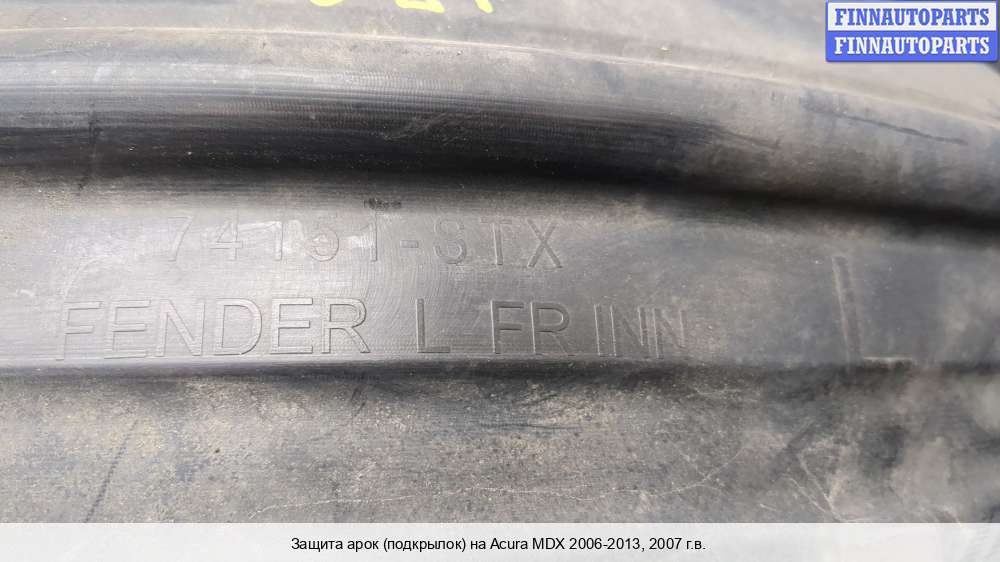 FINNAUTOPARTS
FINNAUTOPARTS
74151-STX
FENDER L FR INN
L
Защита арок (подкрылок) на Acura MDX 2006-2013, 2007 г.в.